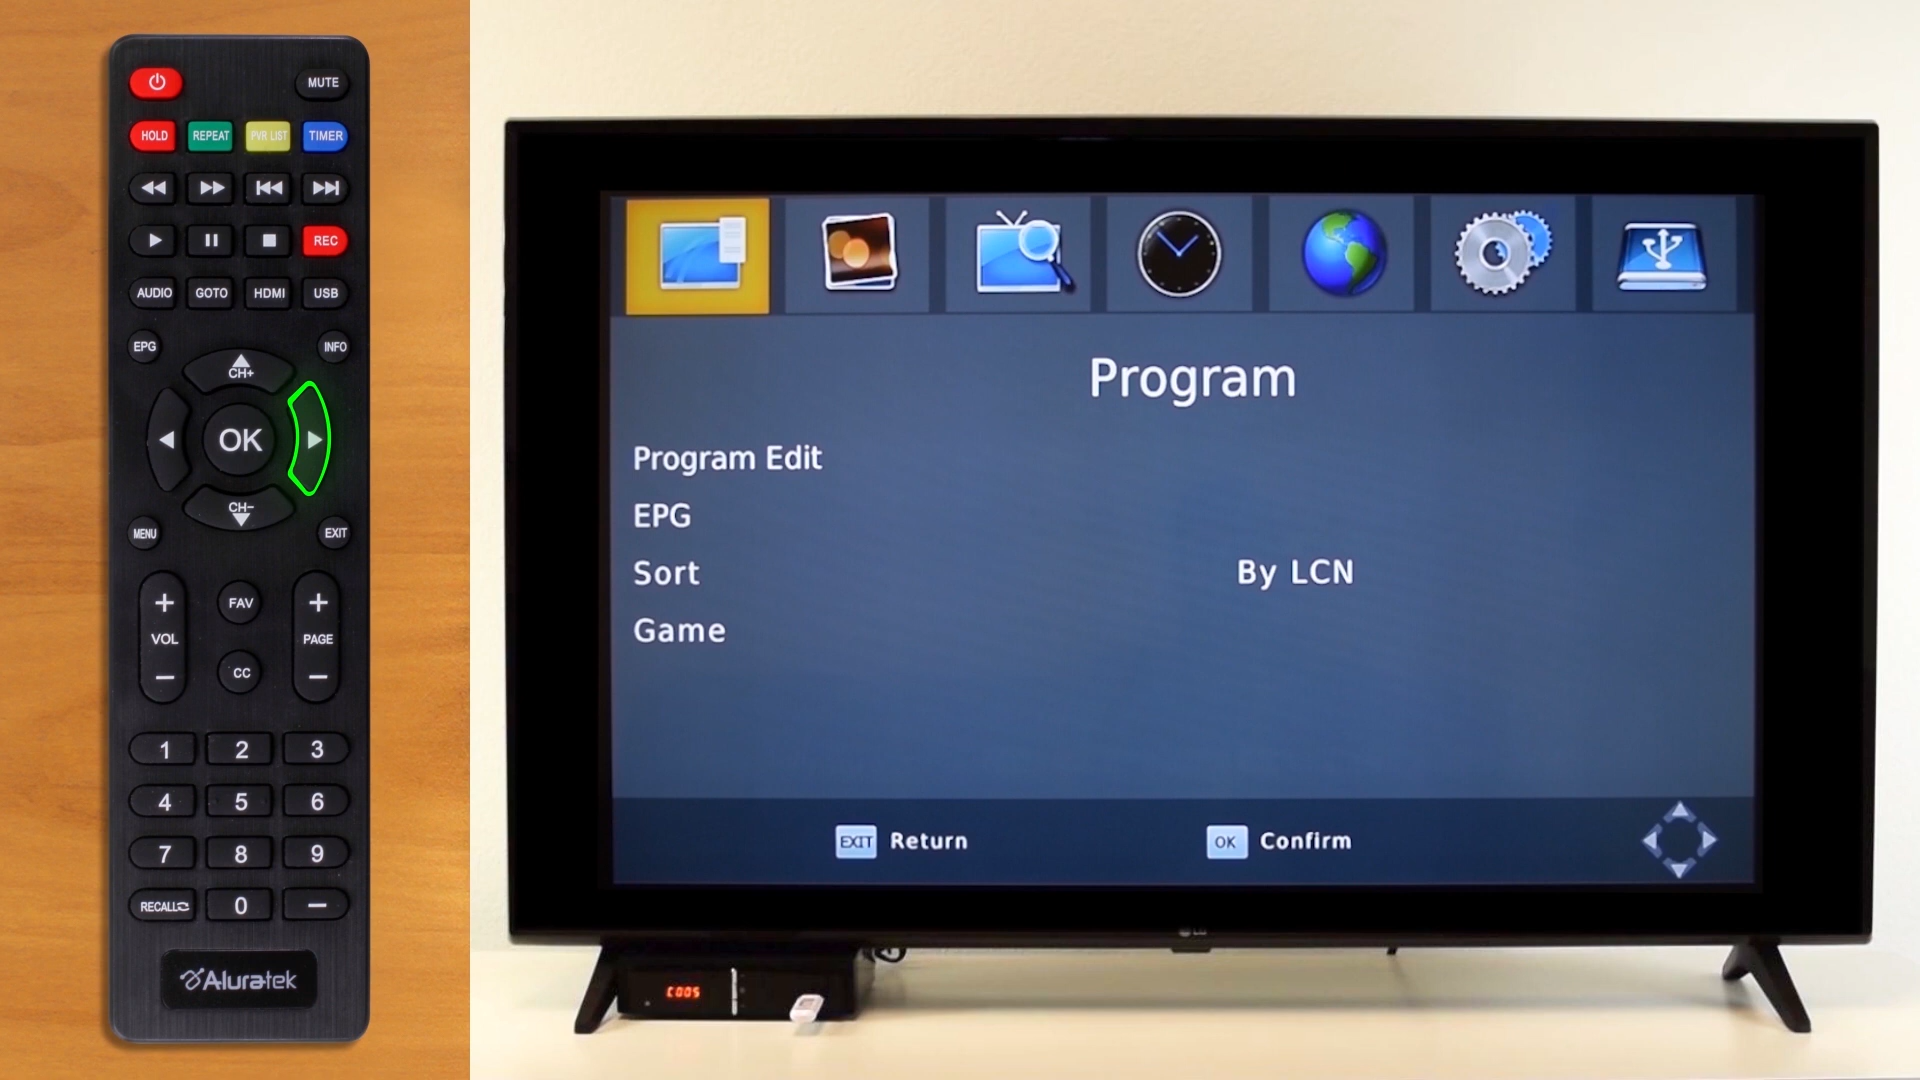 MUTE
HOLD REPEAT PVR LIST TIMER
REC
AUDIO GOTO HDMI USB
EPG INFO
CH+
OK
CH−
MENU EXIT
+ FAV +
VOL PAGE
− CC −
1 2 3
4 5 6
7 8 9
RECALL 0 −
Aluratek
Program
Program Edit
EPG
Sort By LCN
Game
EXIT Return OK Confirm
LG
C005